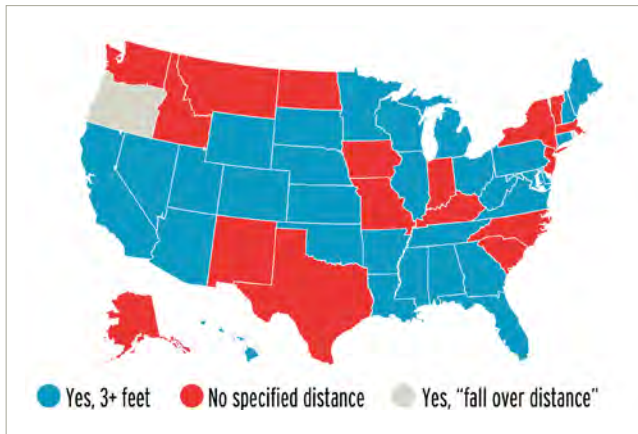 Yes, 3+ feet No specified distance Yes, “fall over distance”